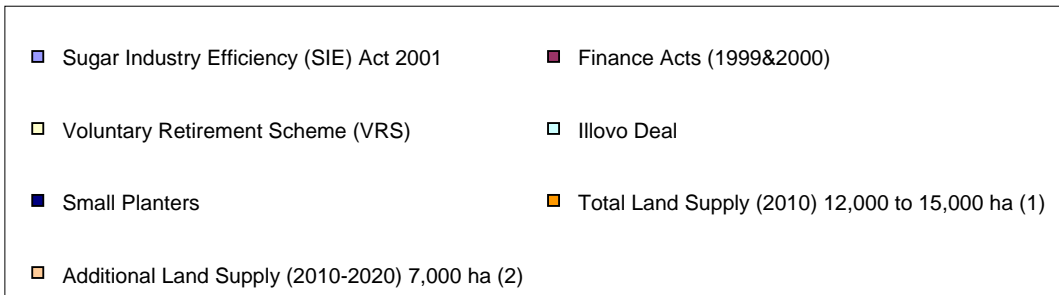 Sugar Industry Efficiency (SIE) Act 2001
Finance Acts (1999&2000)
Voluntary Retirement Scheme (VRS)
Illovo Deal
Small Planters
Total Land Supply (2010) 12,000 to 15,000 ha (1)
Additional Land Supply (2010-2020) 7,000 ha (2)